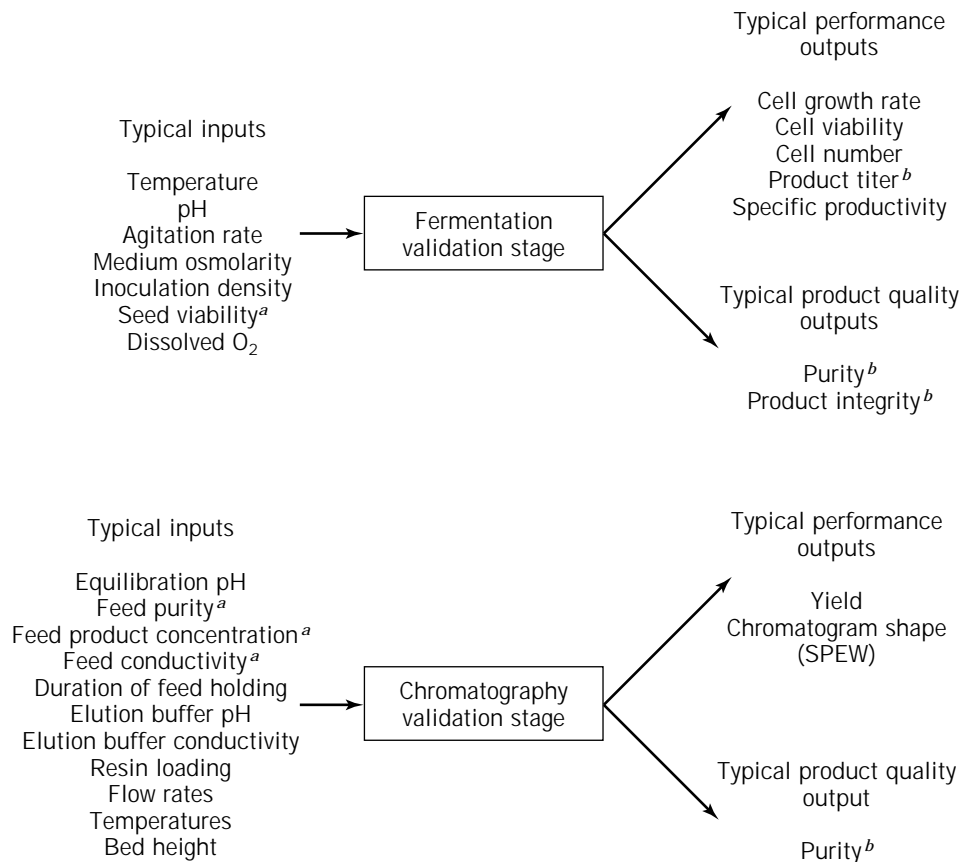 Typical inputs
Temperature
pH
Agitation rate
Medium osmolarity
Inoculation density
Seed viability^a
Dissolved O₂
Fermentation
validation stage
Typical performance
outputs
Cell growth rate
Cell viability
Cell number
Product titer^b
Specific productivity
Typical product quality
outputs
Purity^b
Product integrity^b
Typical inputs
Equilibration pH
Feed purity^a
Feed product concentration^a
Feed conductivity^a
Duration of feed holding
Elution buffer pH
Elution buffer conductivity
Resin loading
Flow rates
Temperatures
Bed height
Chromatography
validation stage
Typical performance
outputs
Yield
Chromatogram shape
(SPEW)
Typical product quality
output
Purity^b